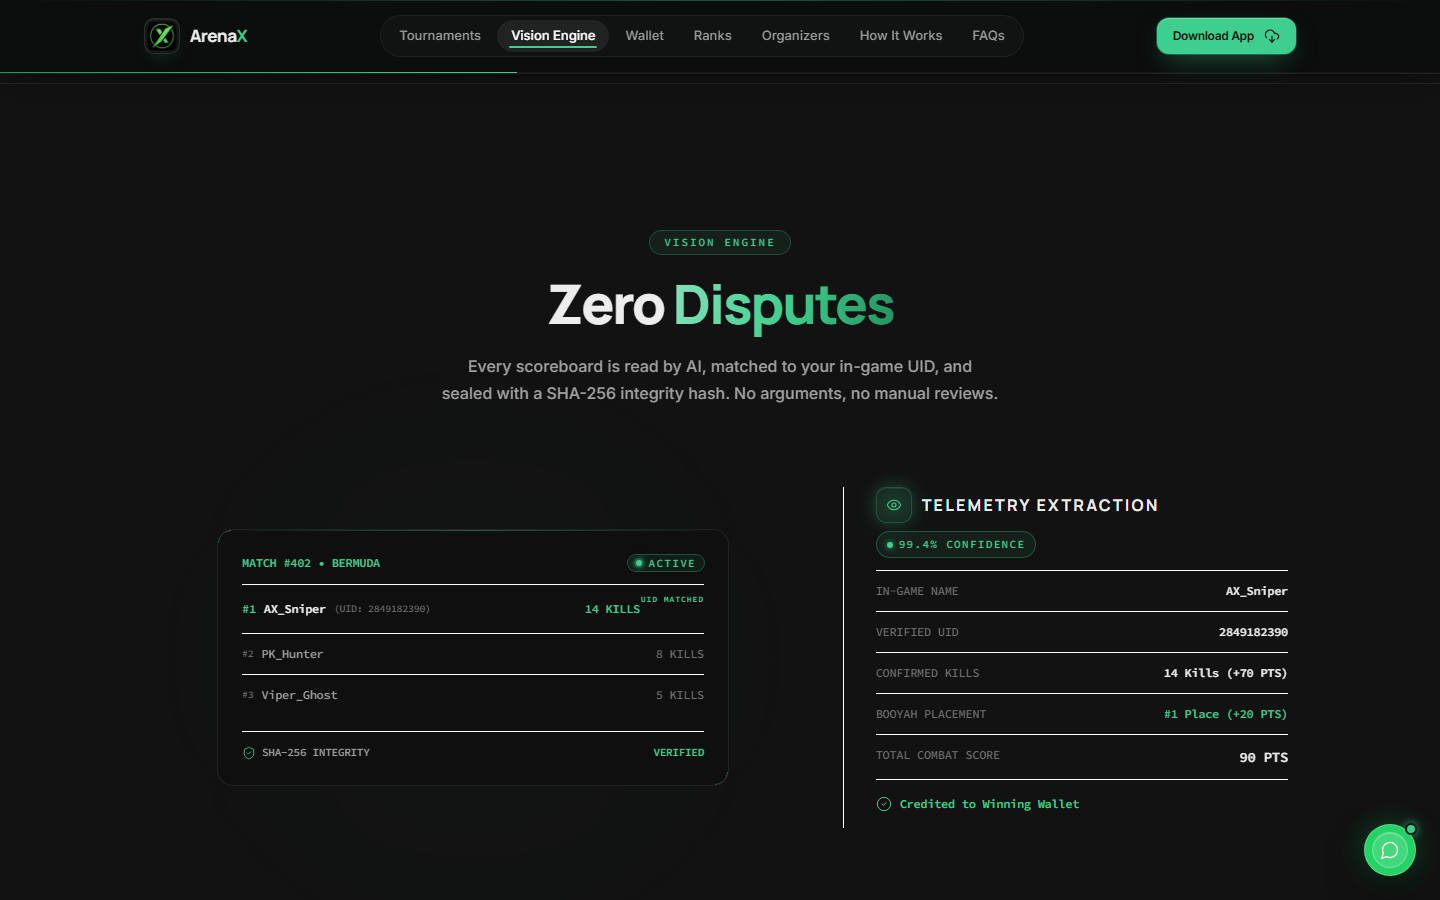 ArenaX
Tournaments
Vision Engine
Wallet
Ranks
Organizers
How It Works
FAQs
Download App
VISION ENGINE
Zero Disputes
Every scoreboard is read by AI, matched to your in-game UID, and
sealed with a SHA-256 integrity hash. No arguments, no manual reviews.
MATCH #402 • BERMUDA
ACTIVE
#1 AX_Sniper (UID: 2849182390)
14 KILLS
UID MATCHED
#2 PK_Hunter
8 KILLS
#3 Viper_Ghost
5 KILLS
SHA-256 INTEGRITY
VERIFIED
TELEMETRY EXTRACTION
99.4% CONFIDENCE
IN-GAME NAME
AX_Sniper
VERIFIED UID
2849182390
CONFIRMED KILLS
14 Kills (+70 PTS)
BOOYAH PLACEMENT
#1 Place (+20 PTS)
TOTAL COMBAT SCORE
90 PTS
Credited to Winning Wallet